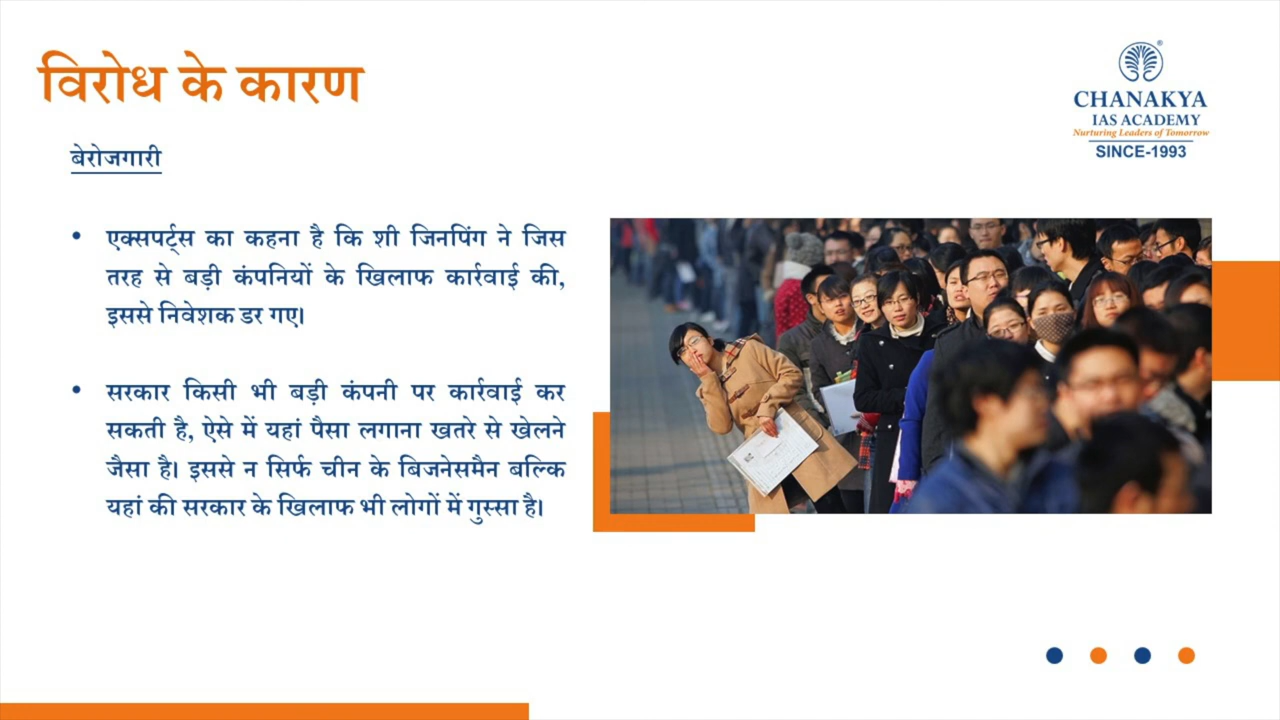 विरोध के कारण
CHANAKYA
IAS ACADEMY
Nurturing Leaders of Tomorrow
SINCE-1993
बेरोजगारी
• एक्सपर्ट्स का कहना है कि शी जिनपिंग ने जिस
तरह से बड़ी कंपनियों के खिलाफ कार्रवाई की,
इससे निवेशक डर गए।
• सरकार किसी भी बड़ी कंपनी पर कार्रवाई कर
सकती है, ऐसे में यहां पैसा लगाना खतरे से खेलने
जैसा है। इससे न सिर्फ चीन के बिजनेसमैन बल्कि
यहां की सरकार के खिलाफ भी लोगों में गुस्सा है।